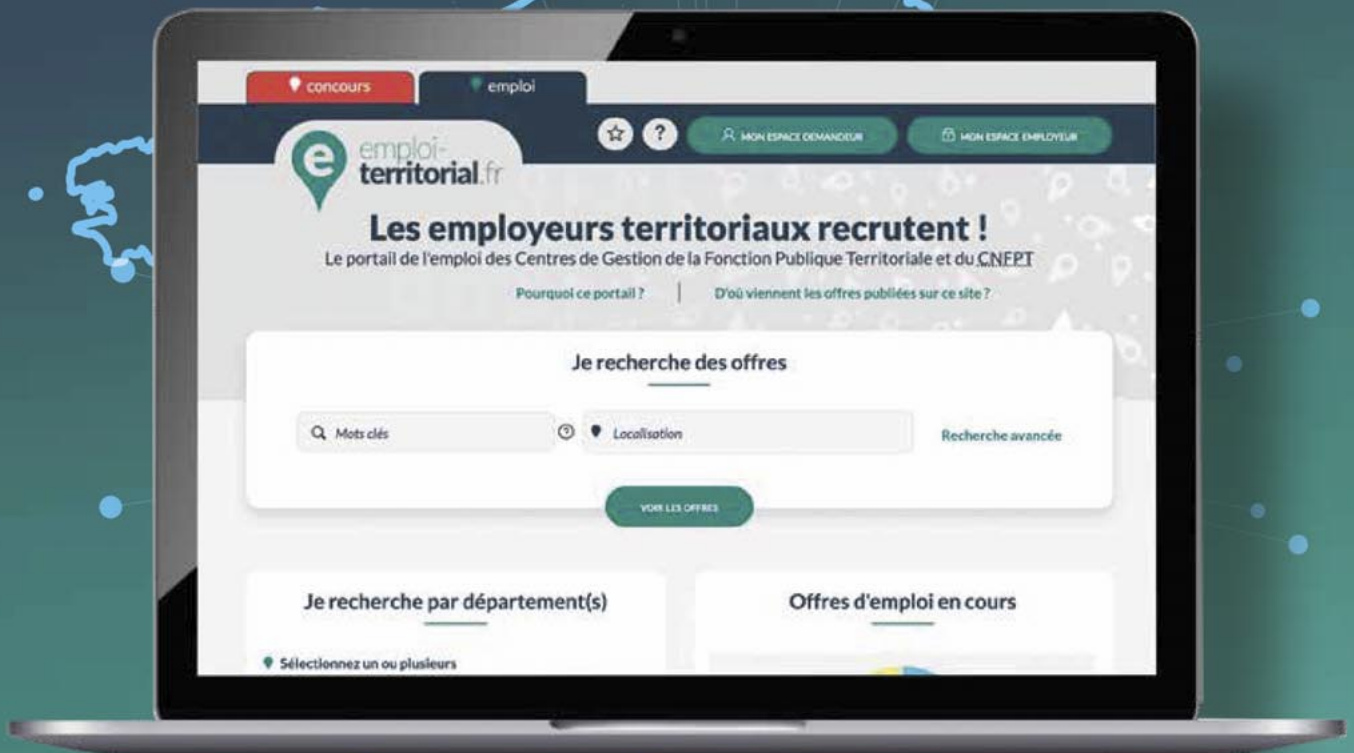 concours
emploi
emploi-
territorial.fr
?
MON ESPACE DEMANDEUR
MON ESPACE EMPLOYEUR
Les employeurs territoriaux recrutent !
Le portail de l'emploi des Centres de Gestion de la Fonction Publique Territoriale et du CNFPT
Pourquoi ce portail ? | D'où viennent les offres publiées sur ce site ?
Je recherche des offres
Mots clés
?
Localisation
Recherche avancée
VOIR LES OFFRES
Je recherche par département(s)
Offres d'emploi en cours
Sélectionnez un ou plusieurs